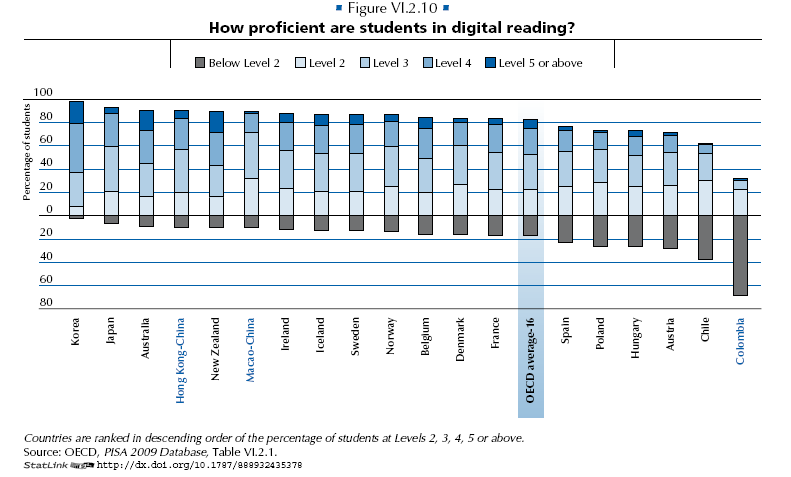 Figure VI.2.10
How proficient are students in digital reading?
Below Level 2 Level 2 Level 3 Level 4 Level 5 or above
Percentage of students
100
80
60
40
20
0
20
40
60
80
Korea
Japan
Australia
Hong Kong-China
New Zealand
Macao-China
Ireland
Iceland
Sweden
Norway
Belgium
Denmark
France
OECD average-16
Spain
Poland
Hungary
Austria
Chile
Colombia
Countries are ranked in descending order of the percentage of students at Levels 2, 3, 4, 5 or above.
Source: OECD, PISA 2009 Database, Table VI.2.1.
StatLink http://dx.doi.org/10.1787/888932435378